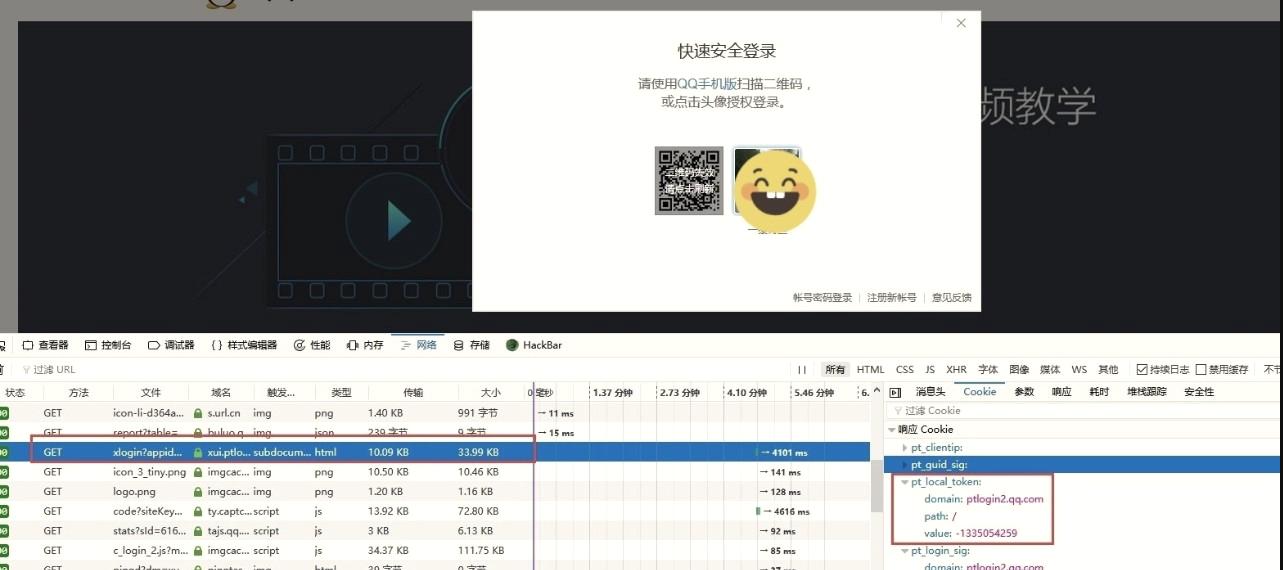 快速安全登录
请使用QQ手机版扫描二维码，
或点击头像授权登录。
频教学
二维码失效
请点击刷新
帐号密码登录 | 注册新帐号 | 意见反馈
查看器 控制台 调试器 {} 样式编辑器 性能 内存 网络 存储 HackBar
过滤 URL
所有 HTML CSS JS XHR 字体 图像 媒体 WS 其他 持续日志 禁用缓存 不节
状态 方法 文件 域名 触发... 类型 传输 大小 0 毫秒 1.37 分钟 2.73 分钟 4.10 分钟 5.46 分钟 6.
消息头 Cookie 参数 响应 耗时 堆栈跟踪 安全性
GET icon-li-d364a... s.url.cn img png 1.40 KB 991 字节 → 11 ms
GET report?table=... buluo.q... img json 239 字节 9 字节 → 15 ms
GET xlogin?appid... xui.ptlo... subdocum... html 10.09 KB 33.99 KB → 4101 ms
GET icon_3_tiny.png imgcac... img png 10.50 KB 10.46 KB → 141 ms
GET logo.png imgcac... img png 1.20 KB 1.16 KB → 128 ms
GET code?siteKey... ty.captc... script js 13.92 KB 72.80 KB → 4616 ms
GET stats?sId=616... tajs.qq.... script js 3 KB 6.13 KB → 92 ms
GET c_login_2.js?m... imgcac... script js 34.37 KB 111.75 KB → 85 ms
过滤 Cookie
响应 Cookie
pt_clientip:
pt_guid_sig:
pt_local_token:
domain: ptlogin2.qq.com
path: /
value: -1335054259
pt_login_sig:
domain: ptlogin2.qq.com